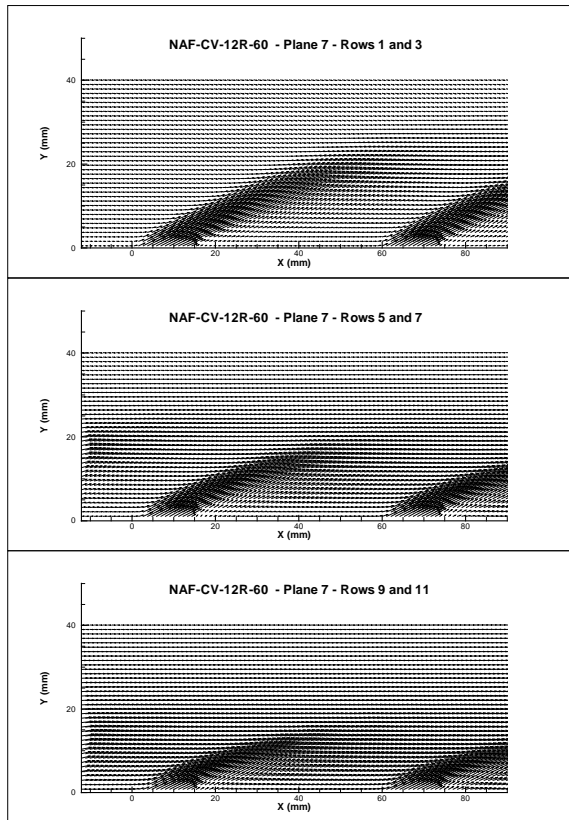 NAF-CV-12R-60 - Plane 7 - Rows 1 and 3
40
20
0
Y (mm)
0 20 40 60 80
X (mm)
NAF-CV-12R-60 - Plane 7 - Rows 5 and 7
40
20
0
Y (mm)
0 20 40 60 80
X (mm)
NAF-CV-12R-60 - Plane 7 - Rows 9 and 11
40
20
0
Y (mm)
0 20 40 60 80
X (mm)